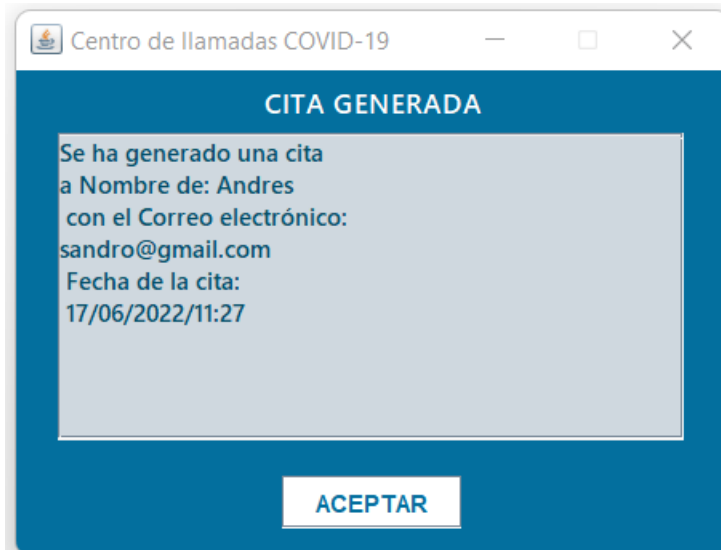 Centro de llamadas COVID-19
CITA GENERADA
Se ha generado una cita
a Nombre de: Andres
con el Correo electrónico:
sandro@gmail.com
Fecha de la cita:
17/06/2022/11:27
ACEPTAR